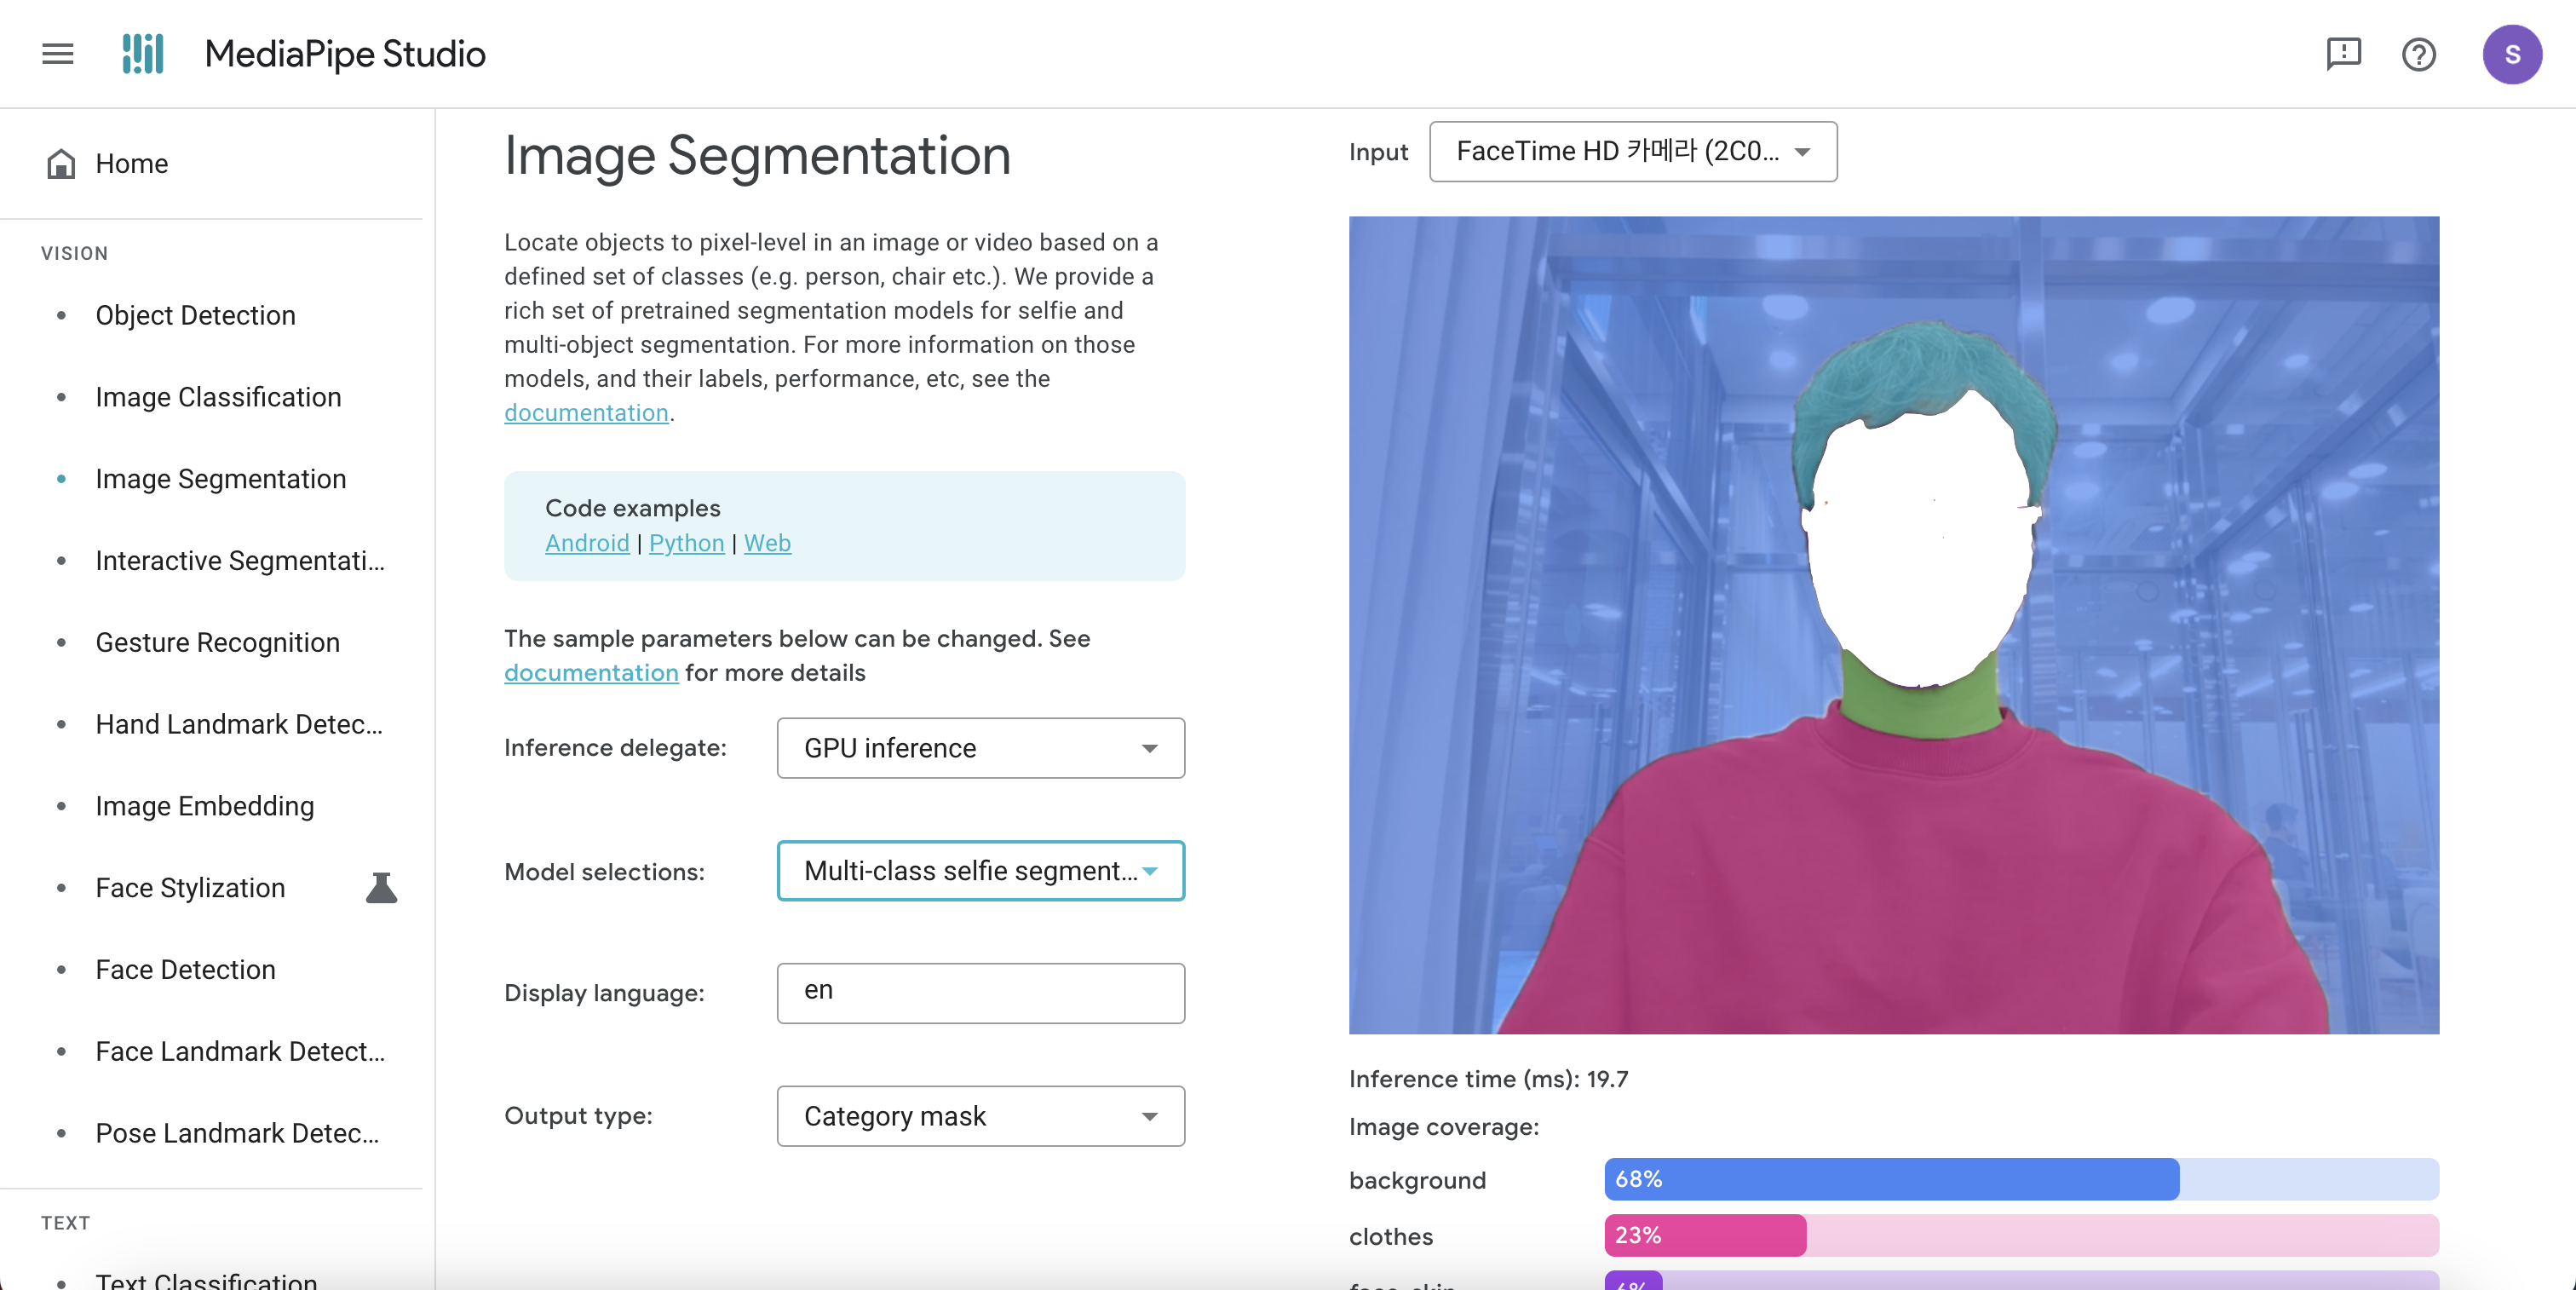 MediaPipe Studio
S
Home
VISION
Object Detection
Image Classification
Image Segmentation
Interactive Segmentati...
Gesture Recognition
Hand Landmark Detec...
Image Embedding
Face Stylization
Face Detection
Face Landmark Detect...
Pose Landmark Detec...
TEXT
Text Classification
Image Segmentation
Locate objects to pixel-level in an image or video based on a
defined set of classes (e.g. person, chair etc.). We provide a
rich set of pretrained segmentation models for selfie and
multi-object segmentation. For more information on those
models, and their labels, performance, etc, see the
documentation.
Code examples
Android | Python | Web
The sample parameters below can be changed. See
documentation for more details
Inference delegate: GPU inference
Model selections: Multi-class selfie segment...
Display language: en
Output type: Category mask
Input FaceTime HD 카메라 (2C0...
Inference time (ms): 19.7
Image coverage:
background 68%
clothes 23%